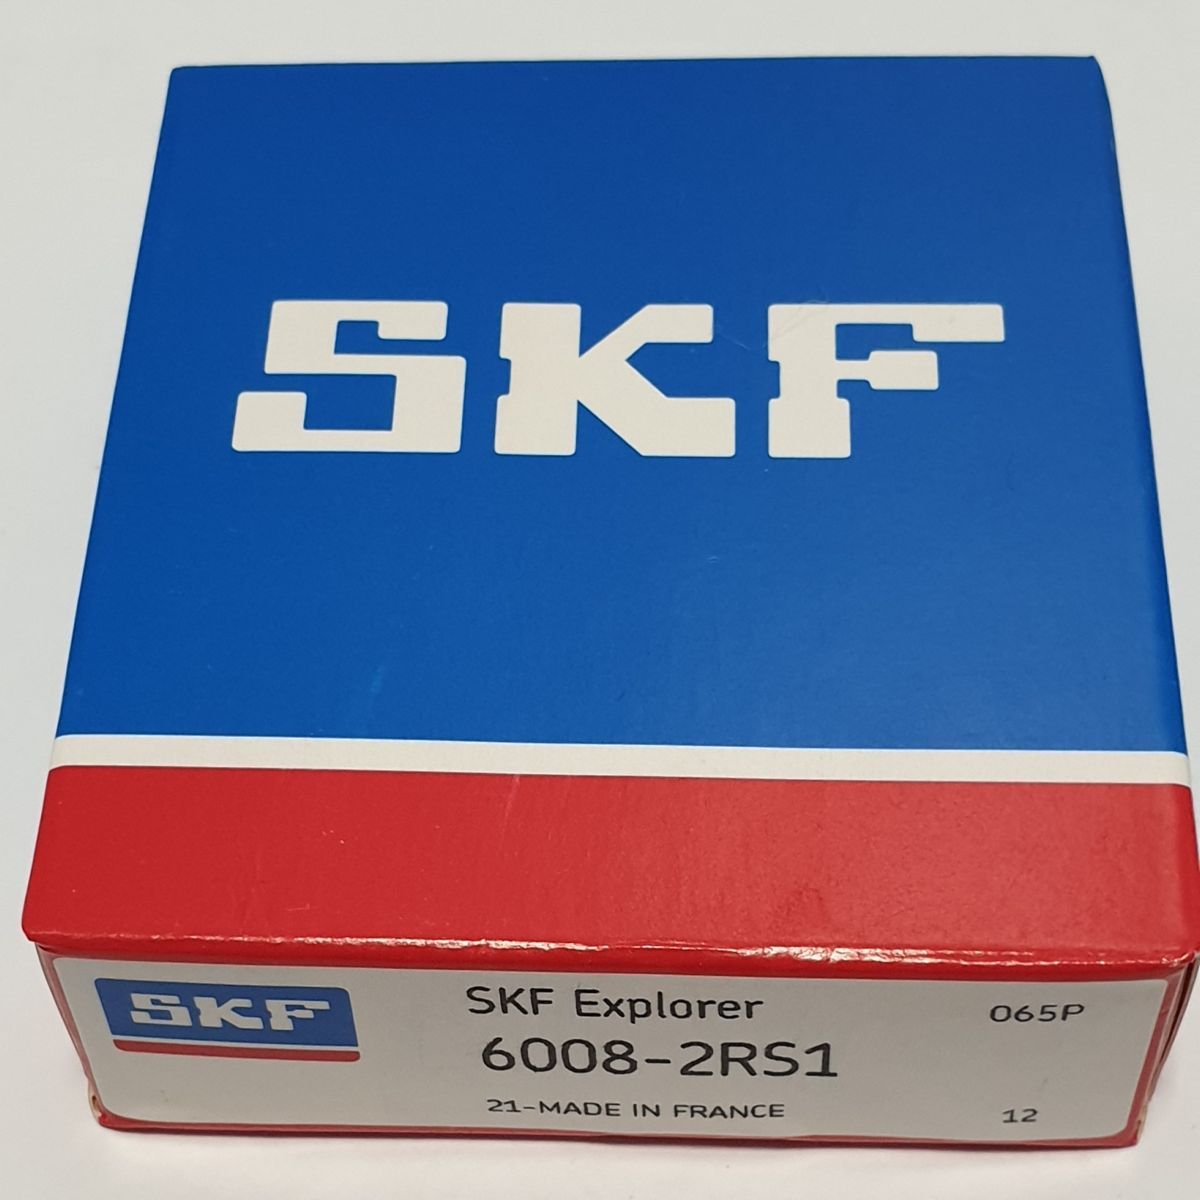 SKF
SKF
SKF Explorer
065P
6008-2RS1
21-MADE IN FRANCE
12